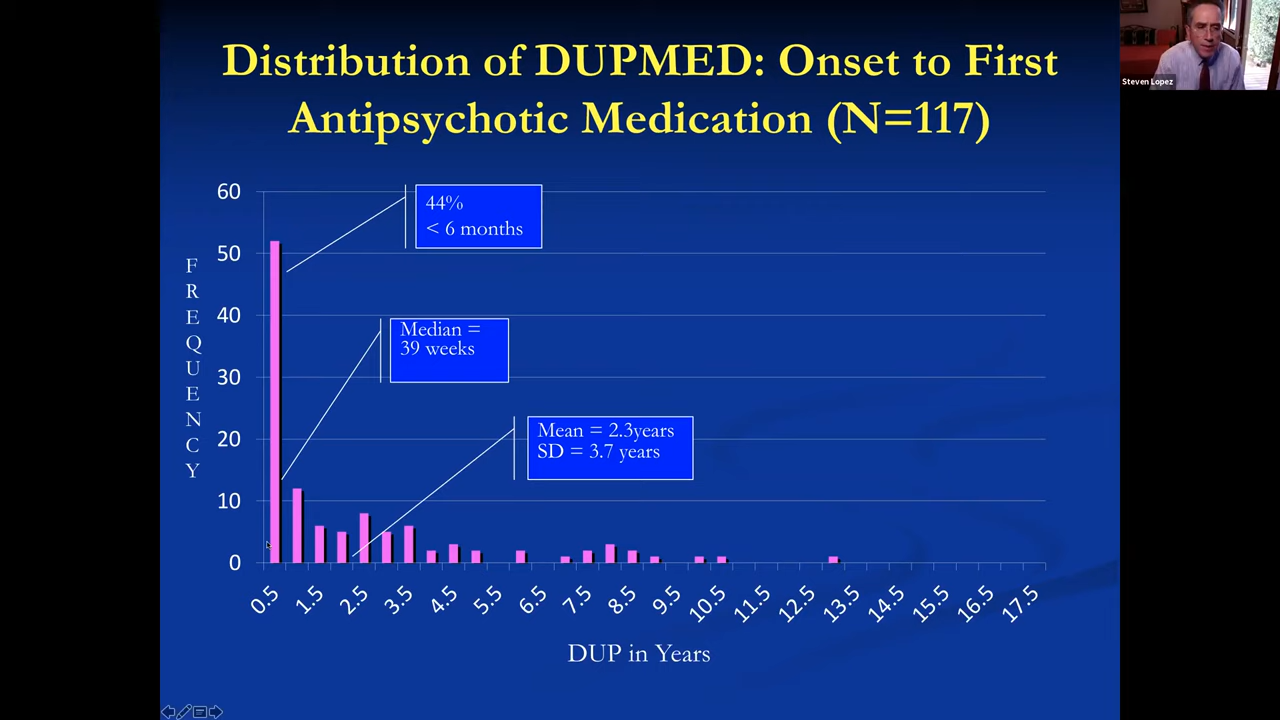 Distribution of DUPMED: Onset to First
Antipsychotic Medication (N=117)
Steven Lopez
60
50
40
30
20
10
0
F
R
E
Q
U
E
N
C
Y
44%
< 6 months
Median =
39 weeks
Mean = 2.3years
SD = 3.7 years
0.5
1.5
2.5
3.5
4.5
5.5
6.5
7.5
8.5
9.5
10.5
11.5
12.5
13.5
14.5
15.5
16.5
17.5
DUP in Years